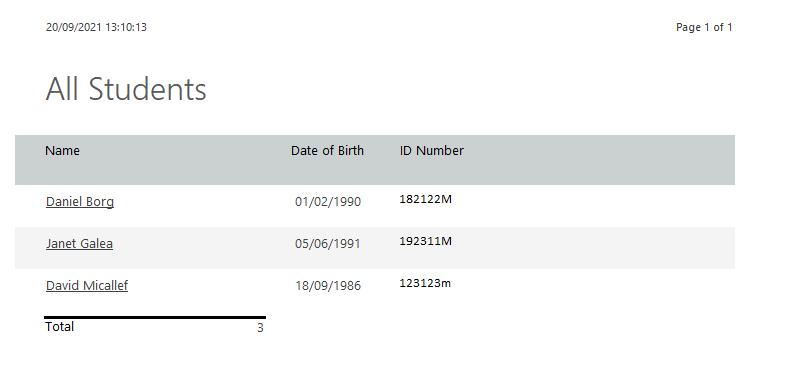 20/09/2021 13:10:13 Page 1 of 1
All Students
Name Date of Birth ID Number
Daniel Borg 01/02/1990 182122M
Janet Galea 05/06/1991 192311M
David Micallef 18/09/1986 123123m
Total 3